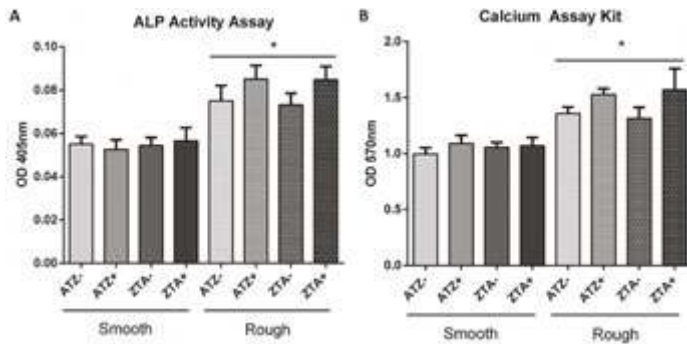 A
ALP Activity Assay
*
OD 405nm
0.10
0.08
0.06
0.04
0.02
0.00
ATZ-
ATZ+
ZTA-
ZTA+
ATZ-
ATZ+
ZTA-
ZTA+
Smooth
Rough
B
Calcium Assay Kit
*
OD 570nm
2.0
1.5
1.0
0.5
0.0
ATZ-
ATZ+
ZTA-
ZTA+
ATZ-
ATZ+
ZTA-
ZTA+
Smooth
Rough